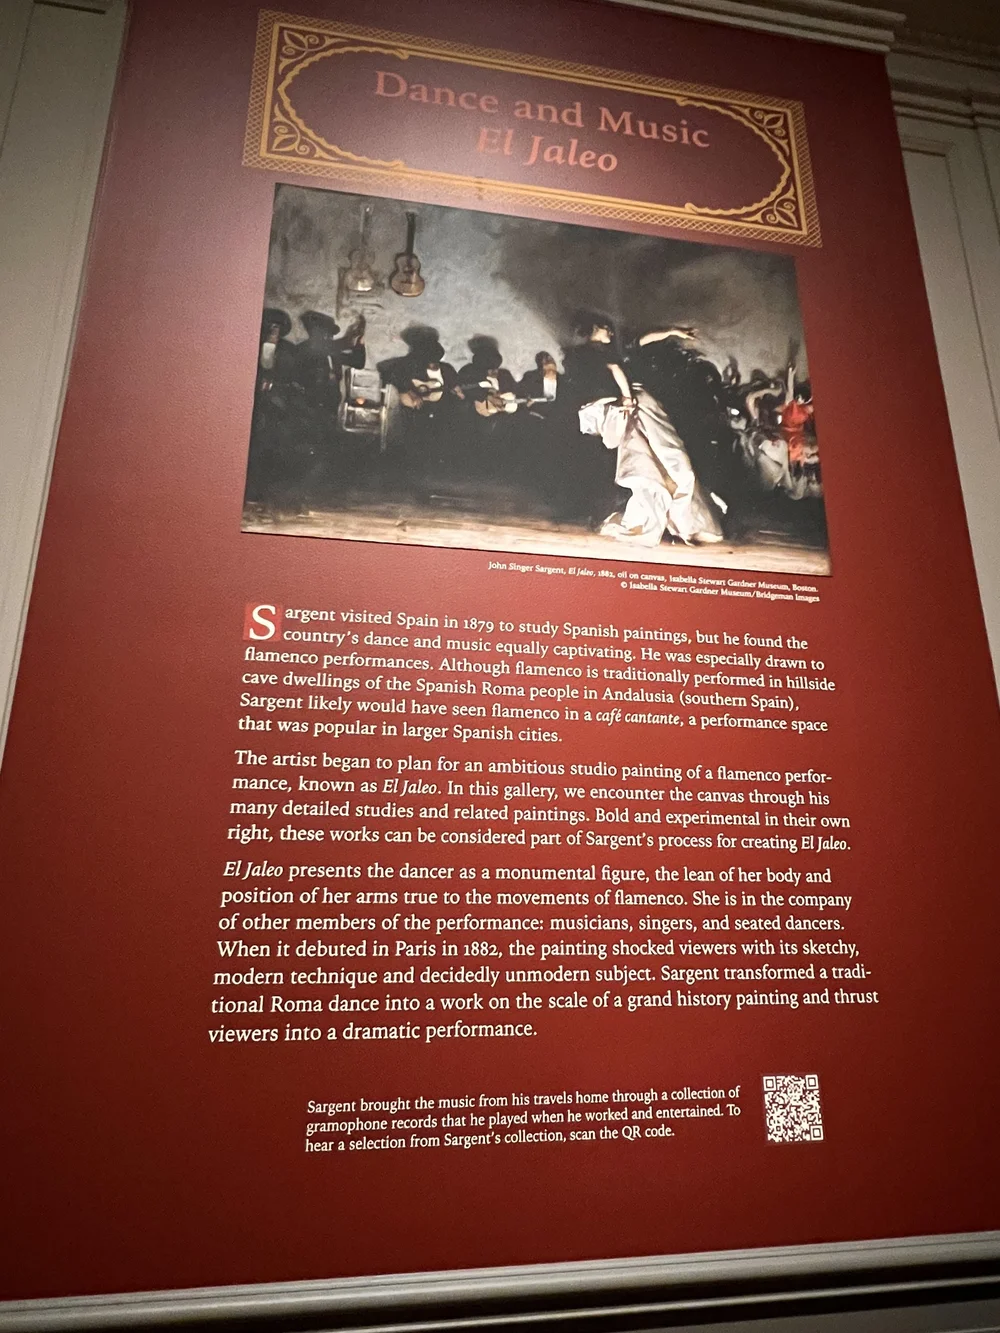 Dance and Music
El Jaleo
John Singer Sargent, El Jaleo, 1882, oil on canvas, Isabella Stewart Gardner Museum, Boston.
© Isabella Stewart Gardner Museum/Bridgeman Images
Sargent visited Spain in 1879 to study Spanish paintings, but he found the
country's dance and music equally captivating. He was especially drawn to
flamenco performances. Although flamenco is traditionally performed in hillside
cave dwellings of the Spanish Roma people in Andalusia (southern Spain),
Sargent likely would have seen flamenco in a café cantante, a performance space
that was popular in larger Spanish cities.
The artist began to plan for an ambitious studio painting of a flamenco perfor-
mance, known as El Jaleo. In this gallery, we encounter the canvas through his
many detailed studies and related paintings. Bold and experimental in their own
right, these works can be considered part of Sargent's process for creating El Jaleo.
El Jaleo presents the dancer as a monumental figure, the lean of her body and
position of her arms true to the movements of flamenco. She is in the company
of other members of the performance: musicians, singers, and seated dancers.
When it debuted in Paris in 1882, the painting shocked viewers with its sketchy,
modern technique and decidedly unmodern subject. Sargent transformed a tradi-
tional Roma dance into a work on the scale of a grand history painting and thrust
viewers into a dramatic performance.
Sargent brought the music from his travels home through a collection of
gramophone records that he played when he worked and entertained. To
hear a selection from Sargent's collection, scan the QR code.